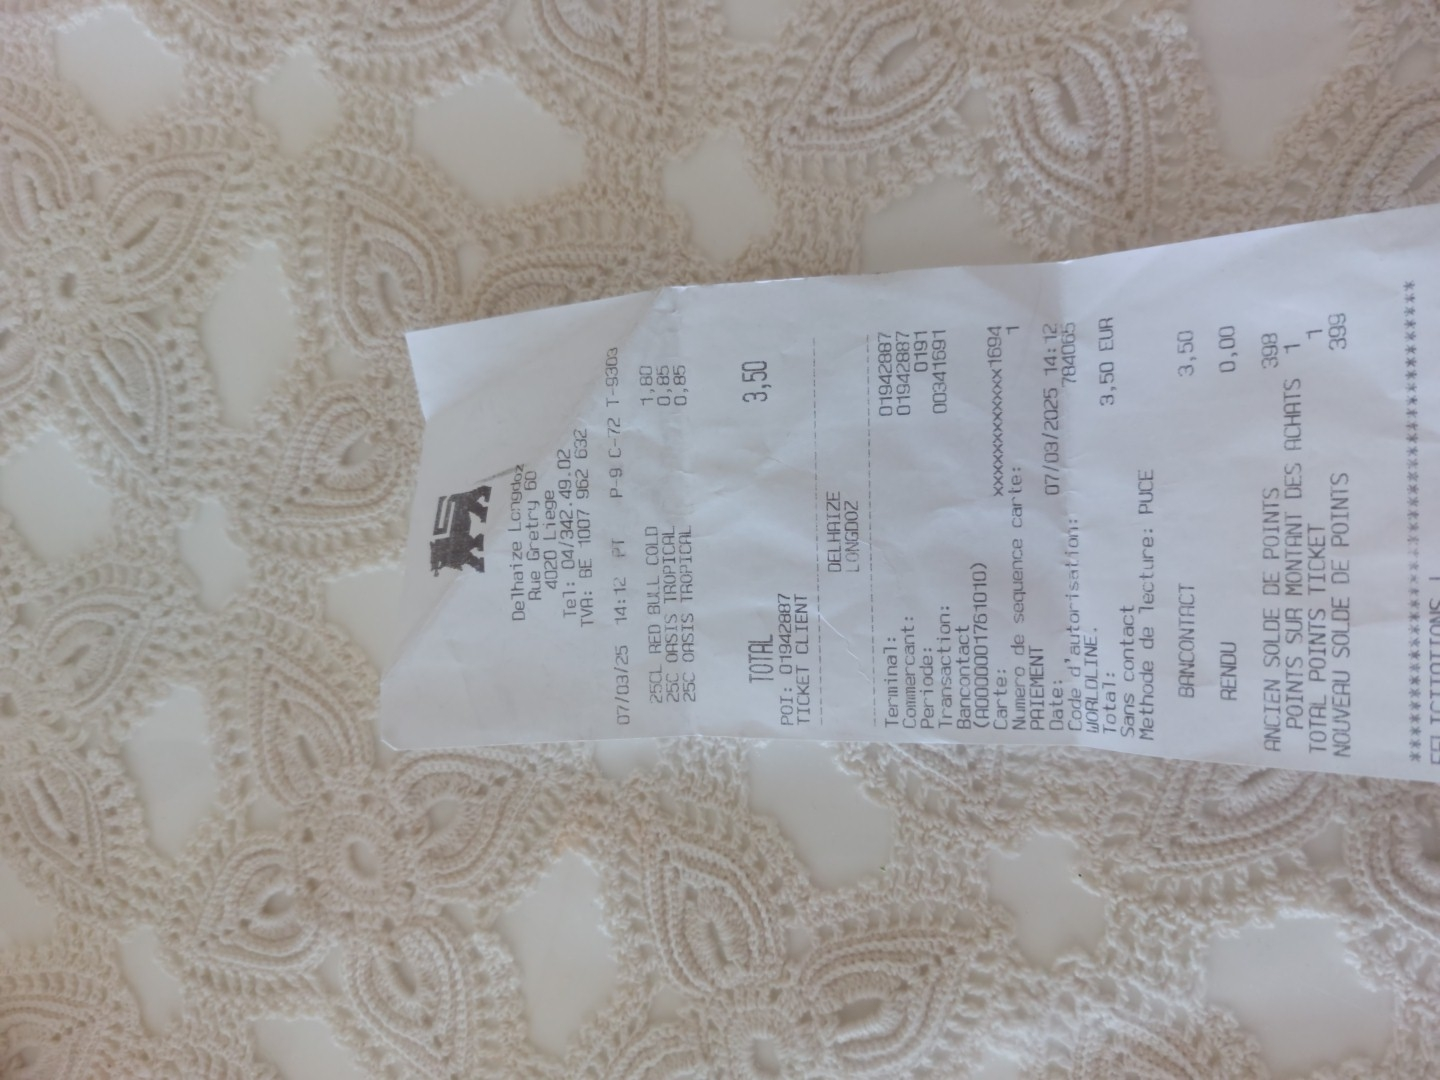 Delhaize Longdoz
Rue Gretry 60
4020 Liege
Tel: 04/342.49.02
TVA: BE 1007 962 632
07/03/25 14:12 PT P-9 C-72 T-9303
25CL RED BULL COLD 1,80
25C OASIS TROPICAL 0,85
25C OASIS TROPICAL 0,85
TOTAL 3,50
POI: 01942887
TICKET CLIENT
DELHAIZE
LONGDOZ
Terminal: 01942887
Commercant: 01942887
Periode: 0191
Transaction: 00341691
Bancontact
(A0000001761010)
Carte: xxxxxxxxxxxxx1694
Numero de sequence carte: 1
PAIEMENT
Date: 07/03/2025 14:12
Code d'autorisation: 784065
WORLDLINE.
Total: 3,50 EUR
Sans contact
Methode de lecture: PUCE
BANCONTACT 3,50
RENDU 0,00
ANCIEN SOLDE DE POINTS 398
POINTS SUR MONTANT DES ACHATS 1
TOTAL POINTS TICKET 1
NOUVEAU SOLDE DE POINTS 399
****************************************
FELICITATIONS !